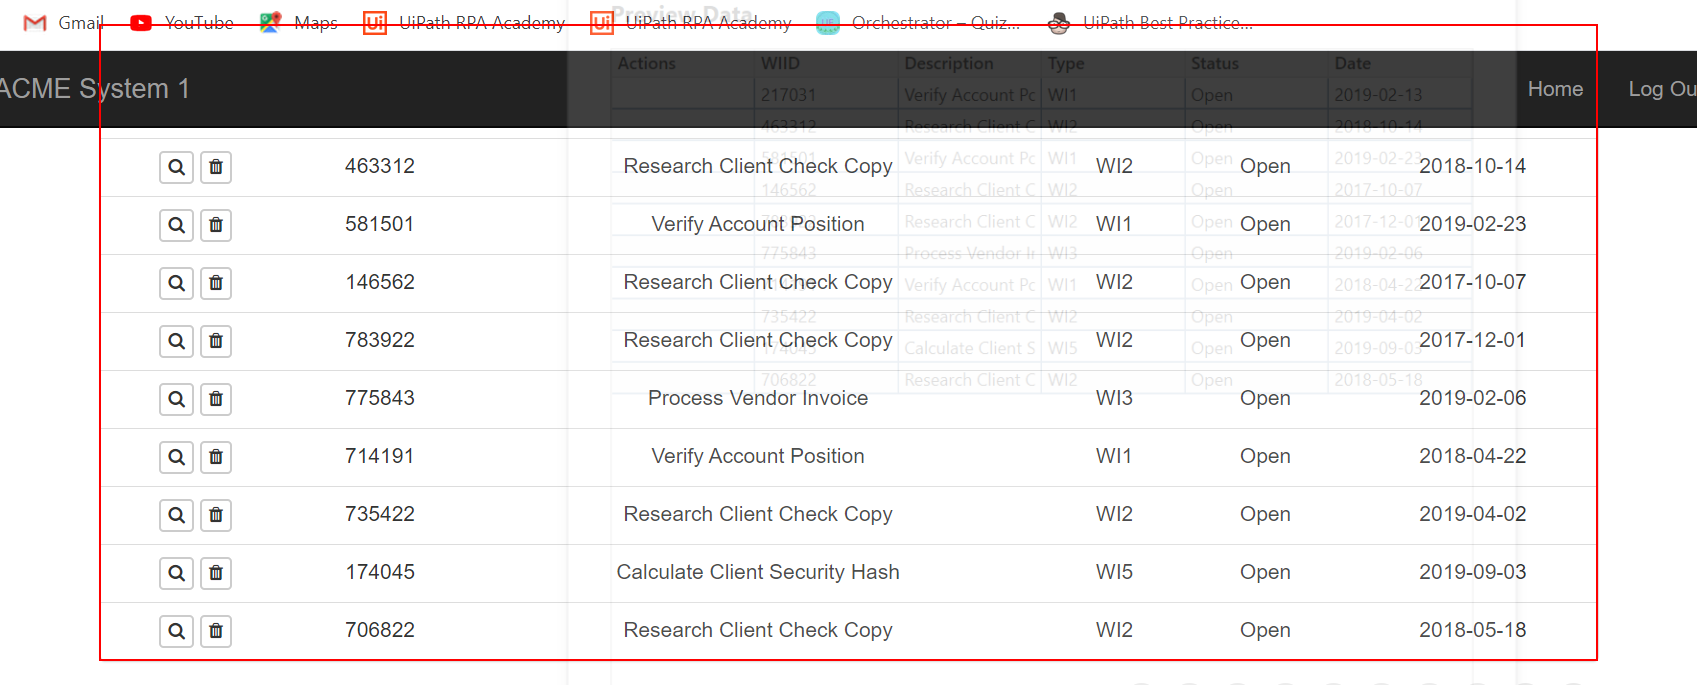 Preview Data
Gmail YouTube Maps UiPath RPA Academy UiPath RPA Academy Orchestrator – Quiz... UiPath Best Practice...
Actions WIID Description Type Status Date
ACME System 1 Home Log Ou
217031 Verify Account Pc WI1 Open 2019-02-13
463312 Research Client C WI2 Open 2018-10-14
463312 Research Client Check Copy WI2 Open 2018-10-14
581501 Verify Account Pc WI1 Open 2019-02-23
146562 Research Client C WI2 Open 2017-10-07
581501 Verify Account Position WI1 Open 2019-02-23
Research Client C WI2 Open 2017-12-01
775843 Process Vendor Ir WI3 Open 2019-02-06
146562 Research Client Check Copy WI2 Open 2017-10-07
Verify Account Pc WI1 Open 2018-04-22
735422 Research Client C WI2 Open 2019-04-02
783922 Research Client Check Copy WI2 Open 2017-12-01
174045 Calculate Client S WI5 Open 2019-09-03
706822 Research Client C WI2 Open 2018-05-18
775843 Process Vendor Invoice WI3 Open 2019-02-06
714191 Verify Account Position WI1 Open 2018-04-22
735422 Research Client Check Copy WI2 Open 2019-04-02
174045 Calculate Client Security Hash WI5 Open 2019-09-03
706822 Research Client Check Copy WI2 Open 2018-05-18